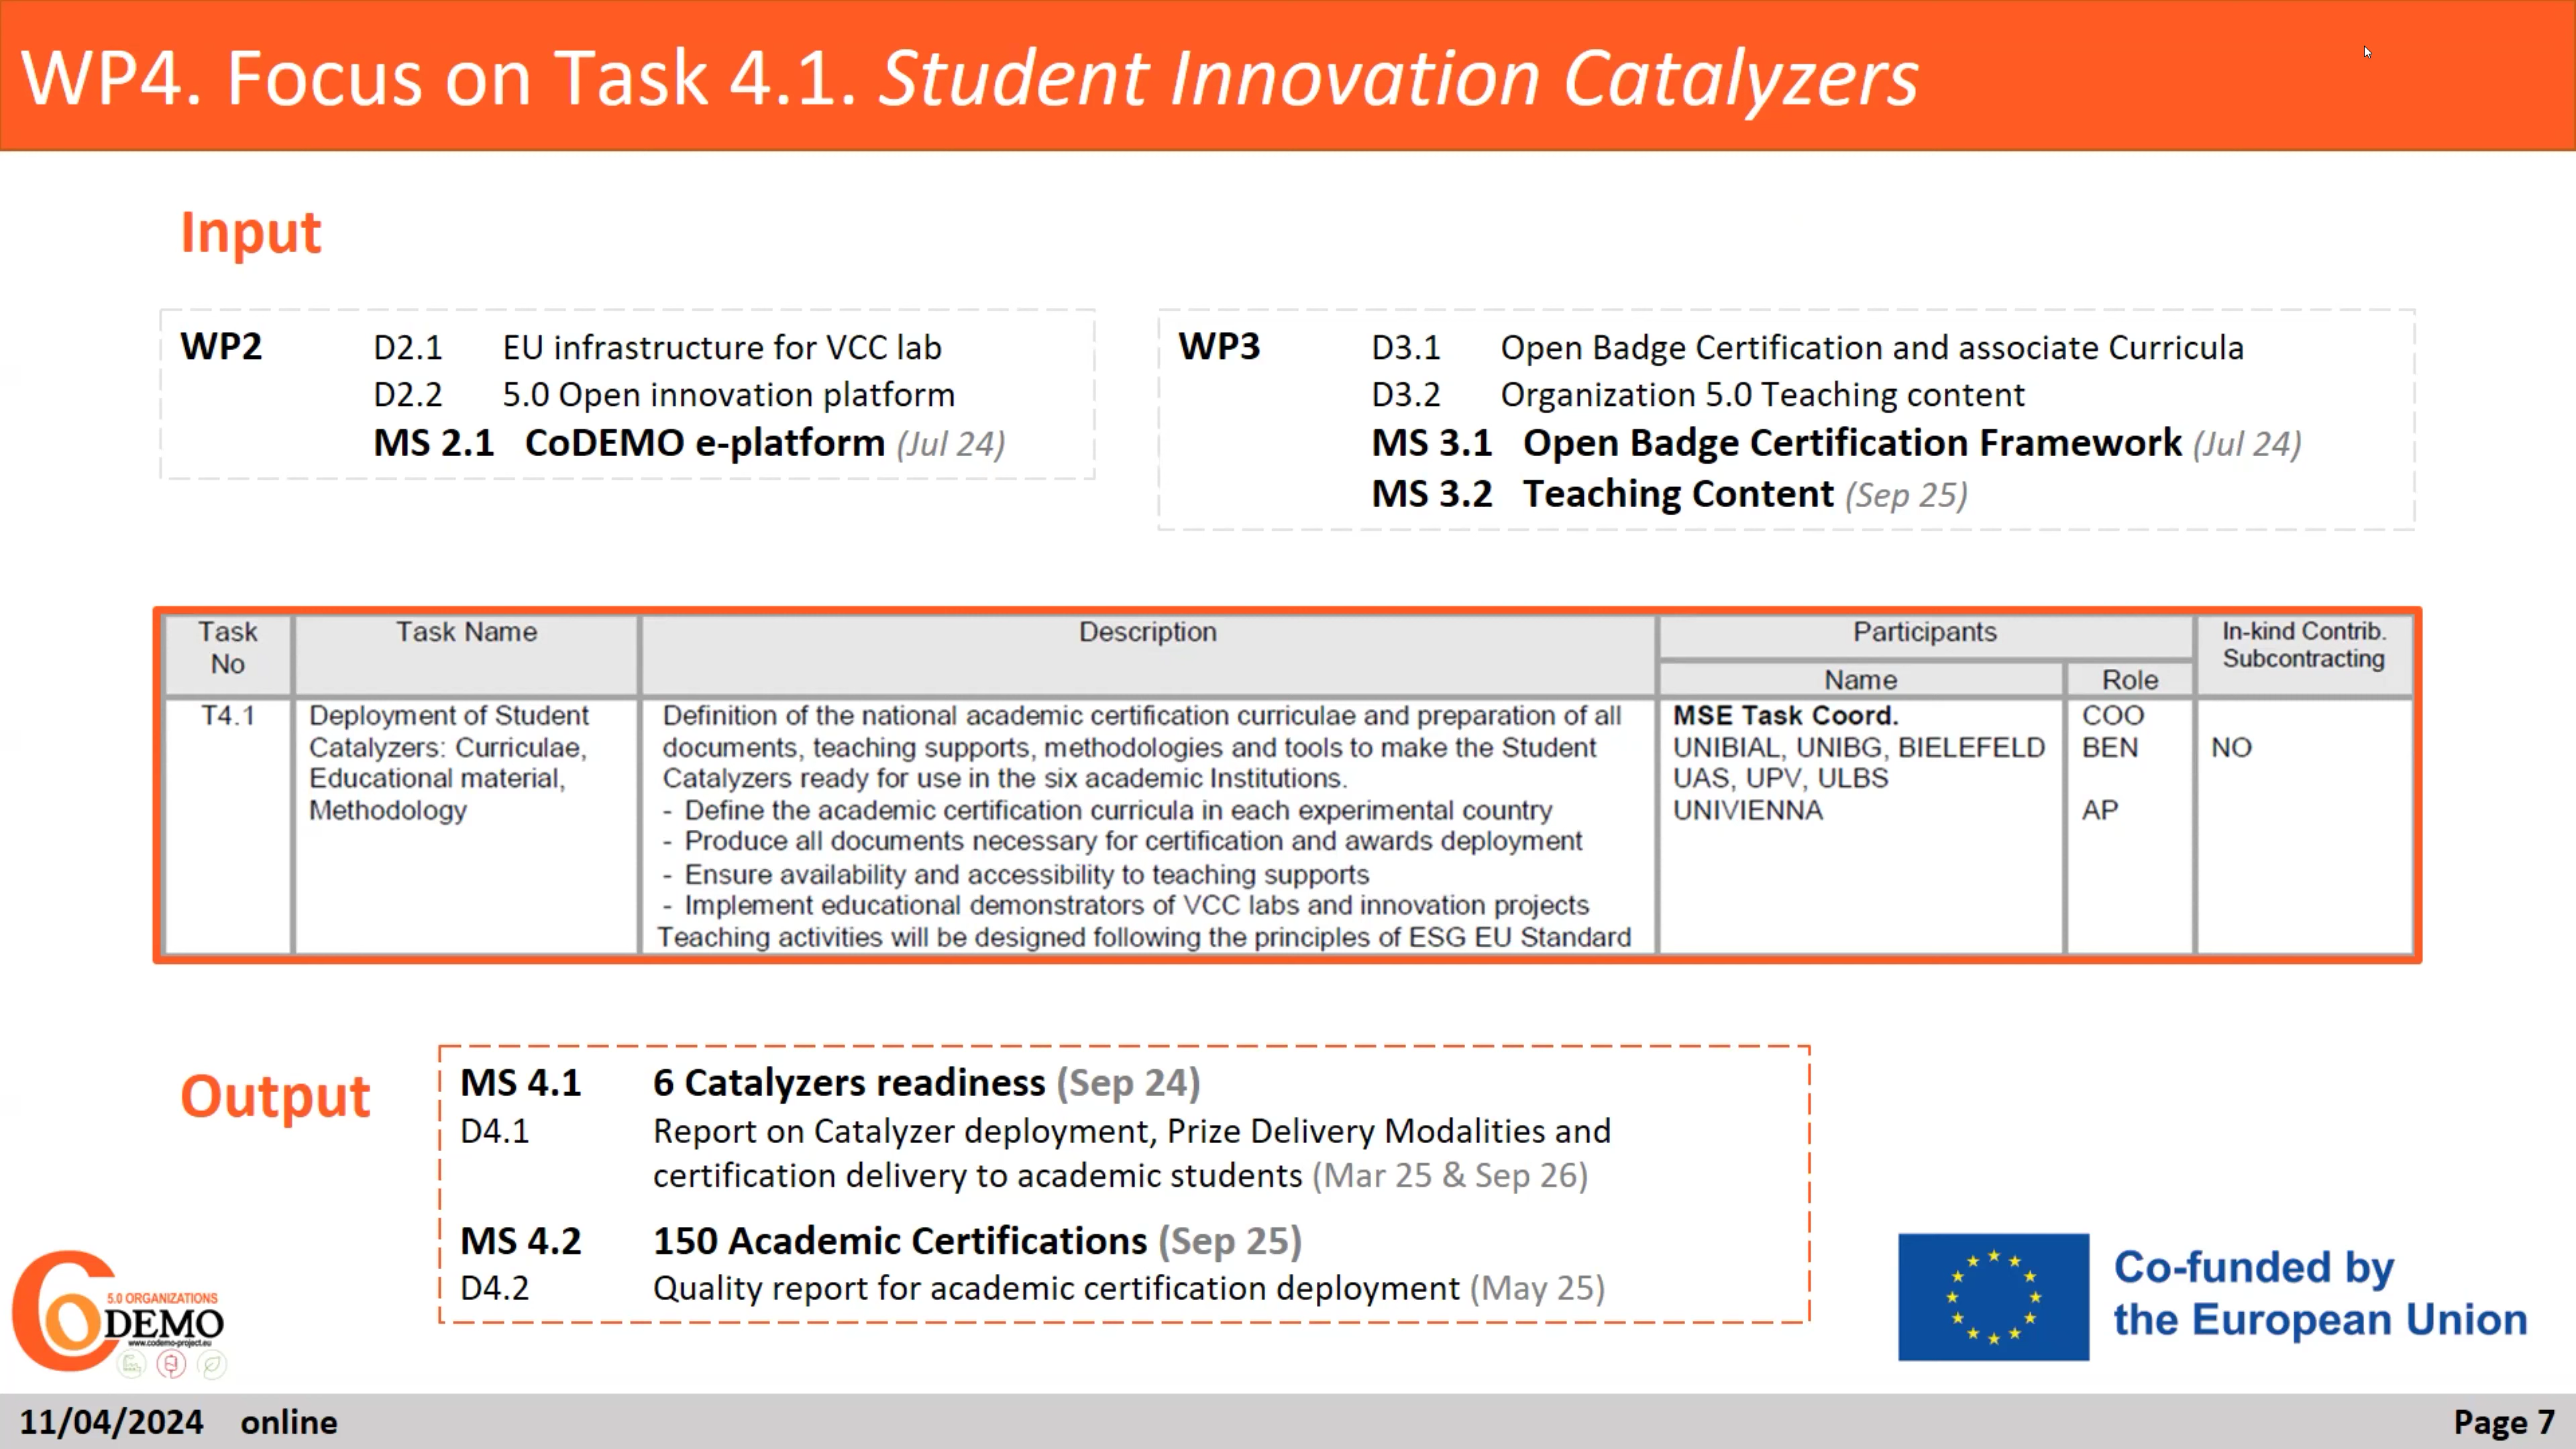 WP4. Focus on Task 4.1. Student Innovation Catalyzers
Input
WP2 D2.1 EU infrastructure for VCC lab
D2.2 5.0 Open innovation platform
MS 2.1 CoDEMO e-platform (Jul 24)
WP3 D3.1 Open Badge Certification and associate Curricula
D3.2 Organization 5.0 Teaching content
MS 3.1 Open Badge Certification Framework (Jul 24)
MS 3.2 Teaching Content (Sep 25)
Task No
Task Name
Description
Participants
Name
Role
In-kind Contrib.
Subcontracting
T4.1
Deployment of Student
Catalyzers: Curriculae,
Educational material,
Methodology
Definition of the national academic certification curriculae and preparation of all
documents, teaching supports, methodologies and tools to make the Student
Catalyzers ready for use in the six academic Institutions.
- Define the academic certification curricula in each experimental country
- Produce all documents necessary for certification and awards deployment
- Ensure availability and accessibility to teaching supports
- Implement educational demonstrators of VCC labs and innovation projects
Teaching activities will be designed following the principles of ESG EU Standard
MSE Task Coord.
UNIBIAL, UNIBG, BIELEFELD
UAS, UPV, ULBS
UNIVIENNA
COO
BEN
AP
NO
Output
MS 4.1 6 Catalyzers readiness (Sep 24)
D4.1 Report on Catalyzer deployment, Prize Delivery Modalities and
certification delivery to academic students (Mar 25 & Sep 26)
MS 4.2 150 Academic Certifications (Sep 25)
D4.2 Quality report for academic certification deployment (May 25)
5.0 ORGANIZATIONS
CoDEMO
www.codemo-project.eu
Co-funded by
the European Union
11/04/2024 online
Page 7